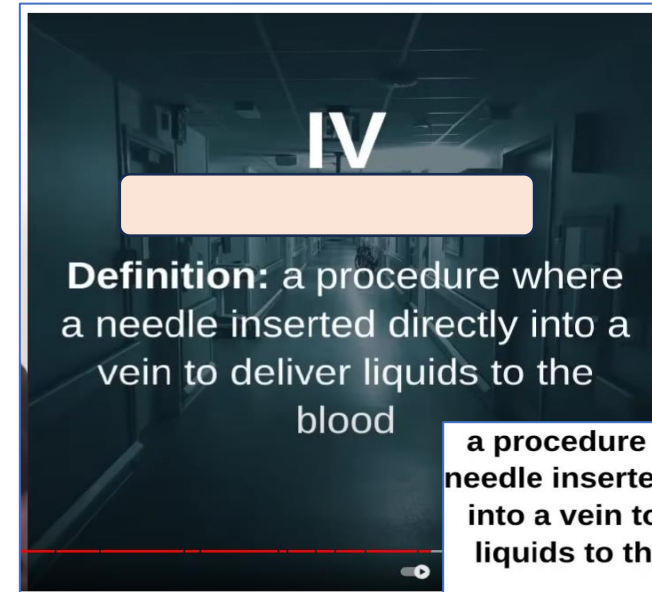 IV
Definition: a procedure where
a needle inserted directly into a
vein to deliver liquids to the
blood
a procedure
needle inserte
into a vein to
liquids to th